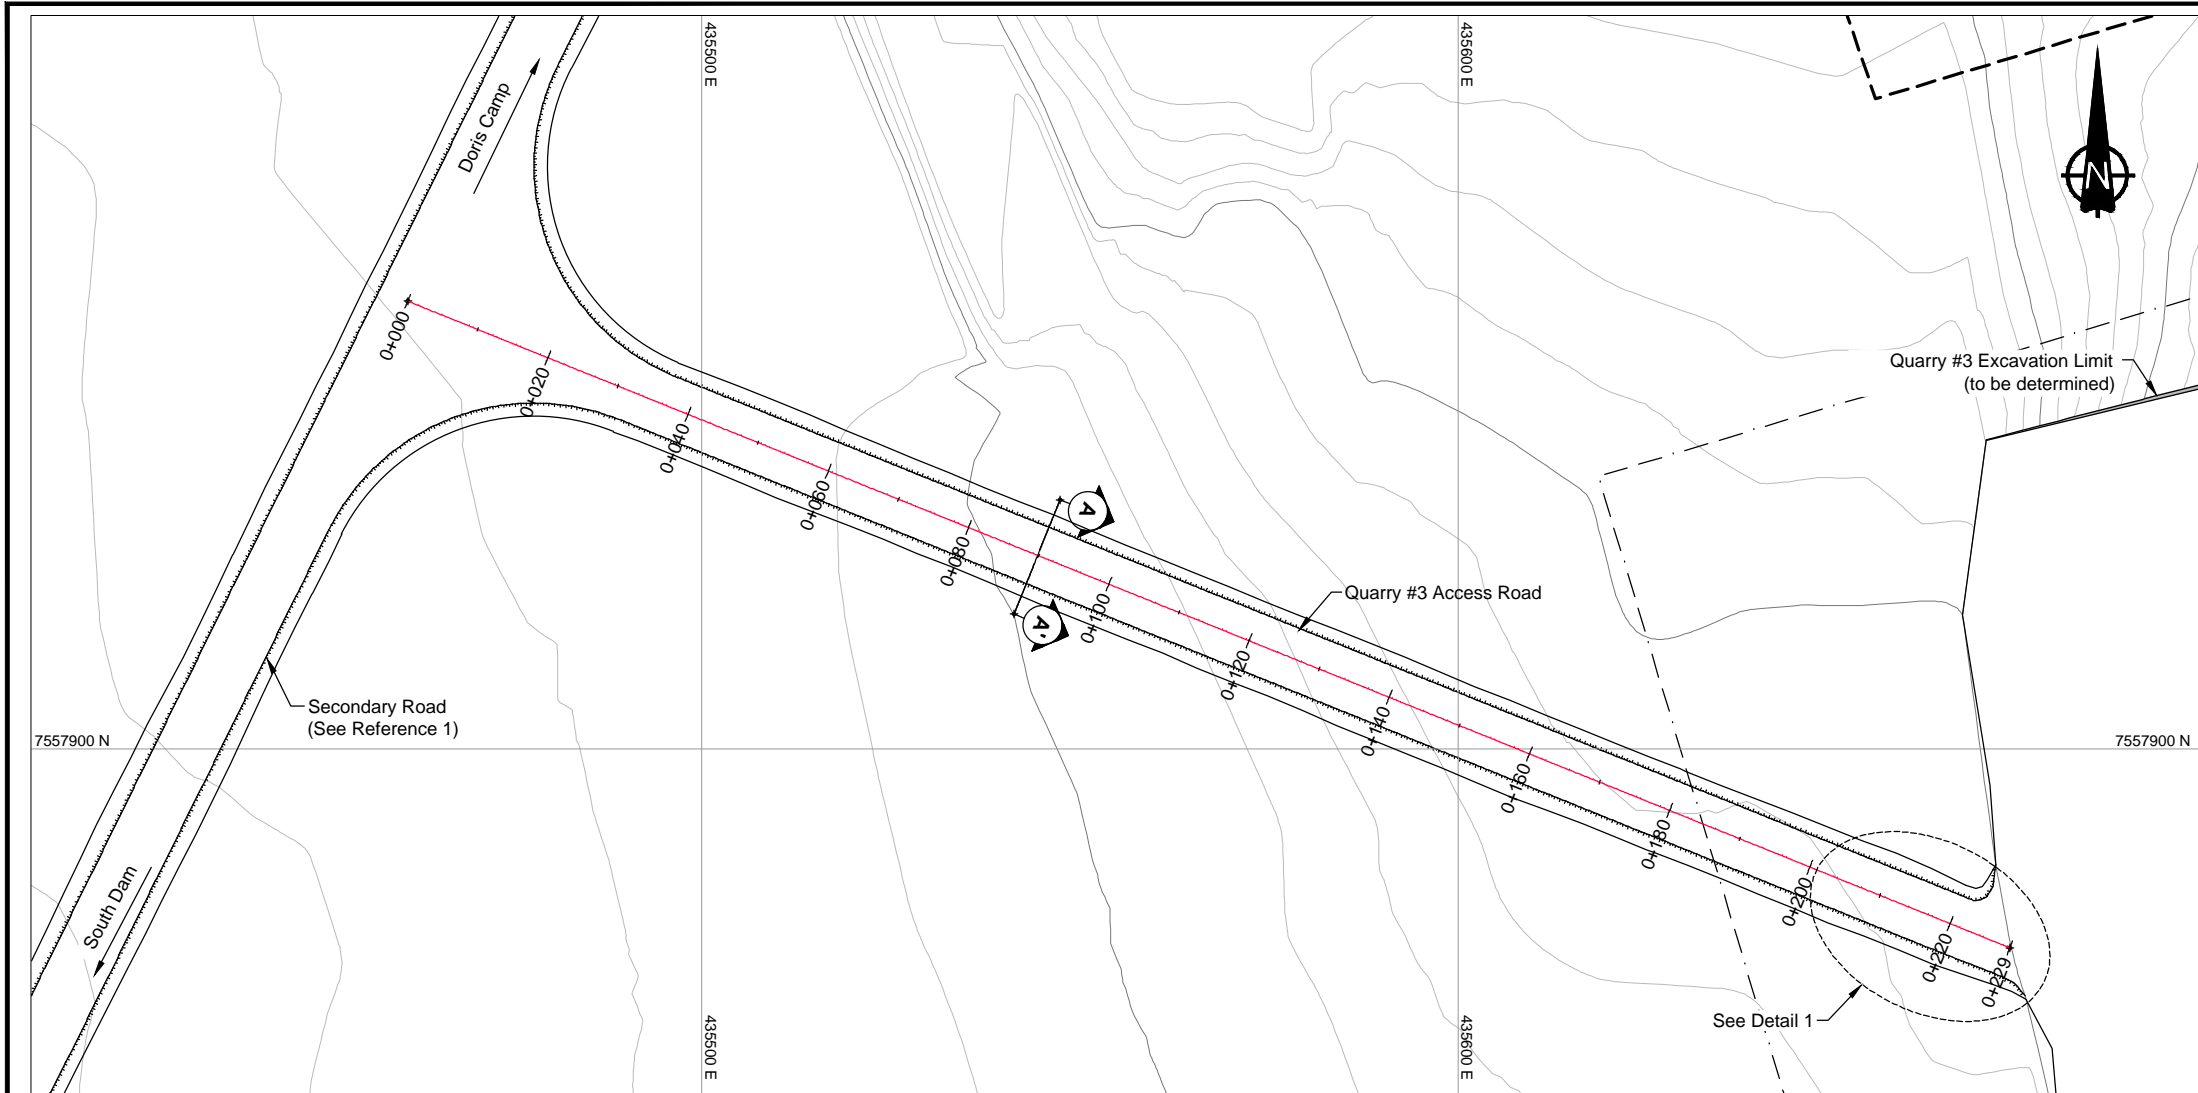 435500 E
435600 E
Doris Camp
N
0+000
0+020
0+040
0+060
0+080
0+100
0+120
0+140
0+160
0+180
0+200
0+220
0+229
A
A'
Quarry #3 Excavation Limit
(to be determined)
Quarry #3 Access Road
Secondary Road
(See Reference 1)
7557900 N
7557900 N
South Dam
See Detail 1
435500 E
435600 E